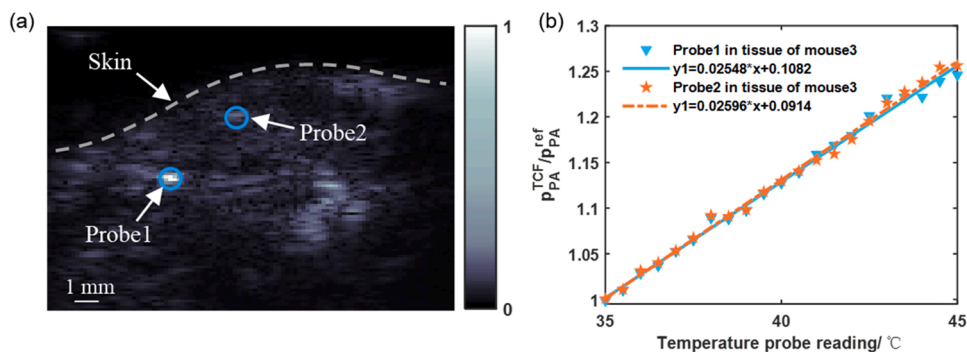 (a)
Skin
Probe2
Probe1
1 mm
1
0
(b)
Probe1 in tissue of mouse3
y1=0.02548*x+0.1082
Probe2 in tissue of mouse3
y1=0.02596*x+0.0914
1.3
1.25
1.2
1.15
1.1
1.05
1
p_PA^TCF/p_PA^ref
35
40
45
Temperature probe reading/ ℃